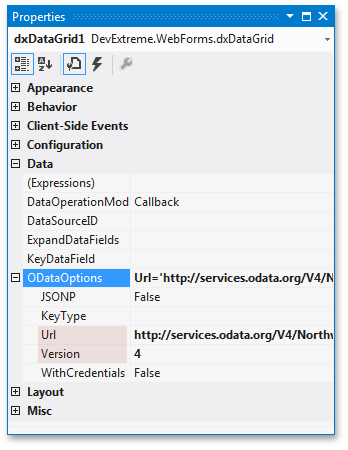 Properties
dxDataGrid1 DevExtreme.WebForms.dxDataGrid
Appearance
Behavior
Client-Side Events
Configuration
Data
(Expressions)
DataOperationMod Callback
DataSourceID
ExpandDataFields
KeyDataField
ODataOptions Url='http://services.odata.org/V4/N
JSONP False
KeyType
Url http://services.odata.org/V4/North
Version 4
WithCredentials False
Layout
Misc